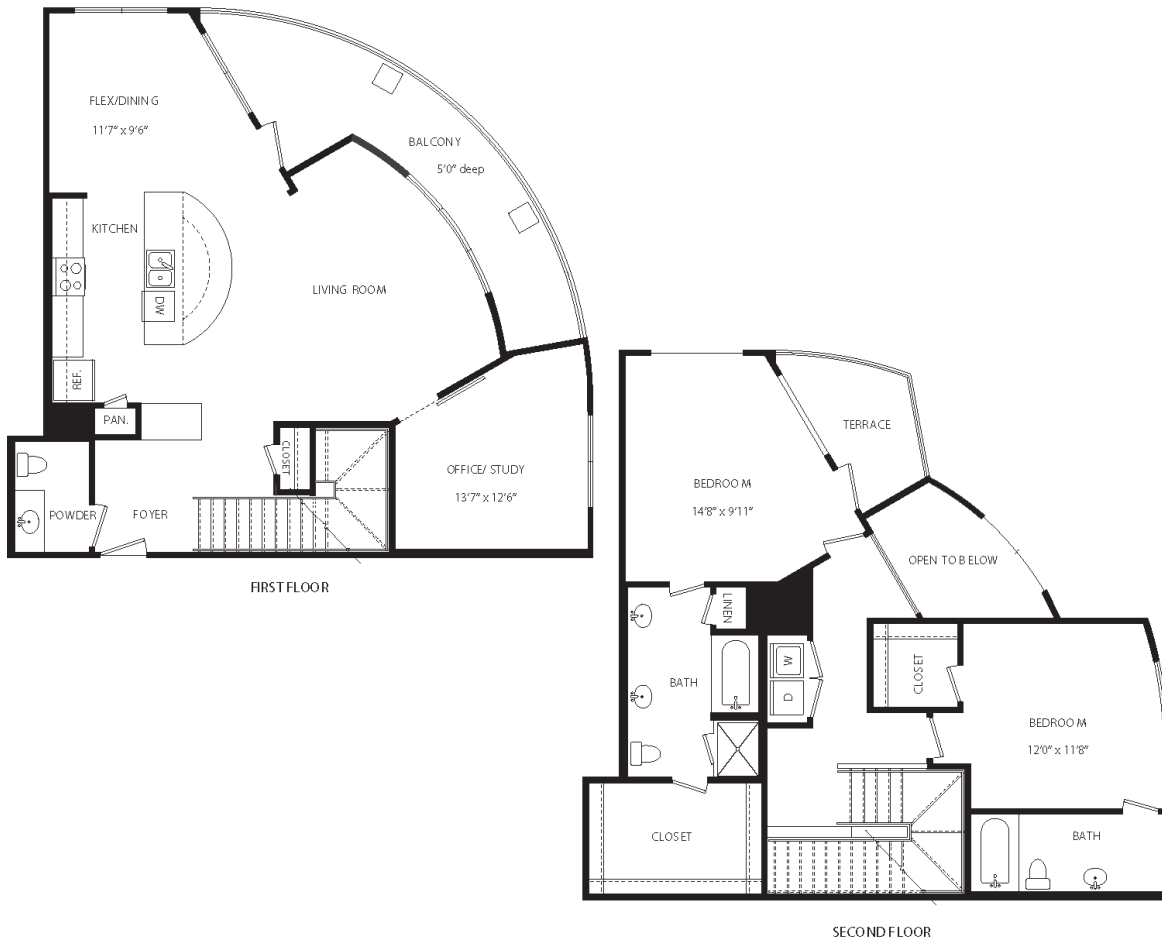 FLEX/DINING
11'7" x 9'6"
BALCONY
5'0" deep
KITCHEN
DW
LIVING ROOM
REF.
PAN.
CLOSET
OFFICE/ STUDY
13'7" x 12'6"
POWDER
FOYER
FIRST FLOOR
TERRACE
BEDROOM
14'8" x 9'11"
OPEN TO BELOW
LINEN
W
D
BATH
CLOSET
BEDROOM
12'0" x 11'8"
CLOSET
BATH
SECOND FLOOR